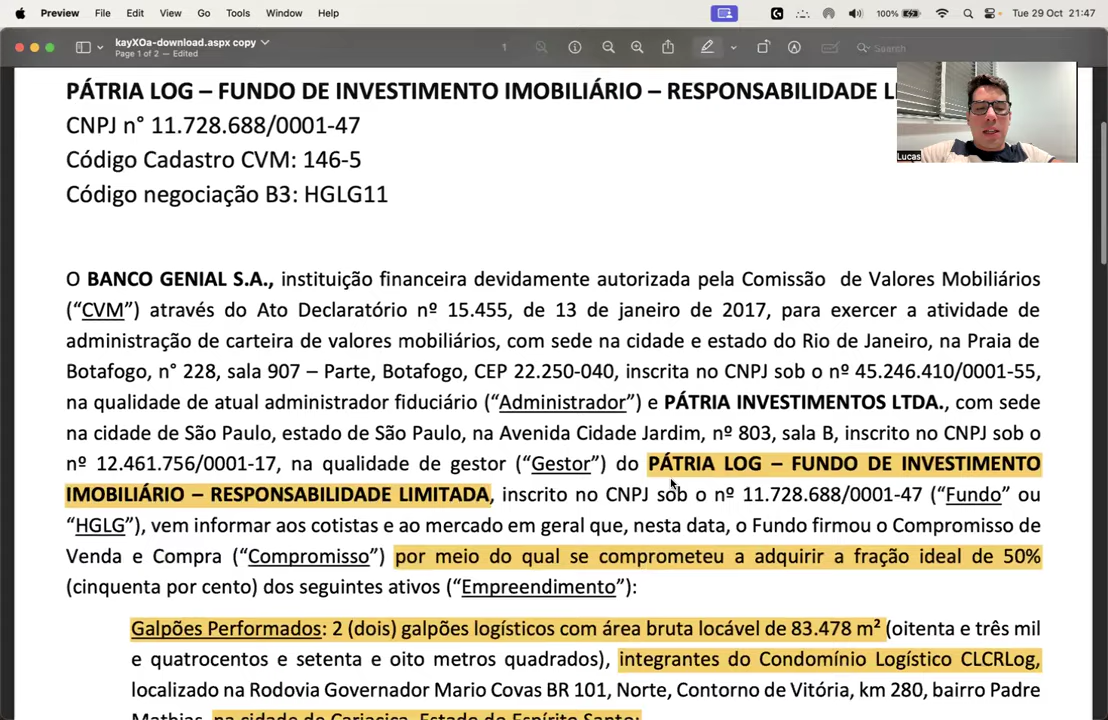 Preview File Edit View Go Tools Window Help 100% Tue 29 Oct 21:47
kayXOa-download.aspx copy
Page 1 of 2 – Edited
1
Search
PÁTRIA LOG – FUNDO DE INVESTIMENTO IMOBILIÁRIO – RESPONSABILIDADE L
CNPJ n° 11.728.688/0001-47
Código Cadastro CVM: 146-5
Lucas
Código negociação B3: HGLG11
O BANCO GENIAL S.A., instituição financeira devidamente autorizada pela Comissão de Valores Mobiliários
(“CVM”) através do Ato Declaratório nº 15.455, de 13 de janeiro de 2017, para exercer a atividade de
administração de carteira de valores mobiliários, com sede na cidade e estado do Rio de Janeiro, na Praia de
Botafogo, n° 228, sala 907 – Parte, Botafogo, CEP 22.250-040, inscrita no CNPJ sob o nº 45.246.410/0001-55,
na qualidade de atual administrador fiduciário (“Administrador”) e PÁTRIA INVESTIMENTOS LTDA., com sede
na cidade de São Paulo, estado de São Paulo, na Avenida Cidade Jardim, nº 803, sala B, inscrito no CNPJ sob o
nº 12.461.756/0001-17, na qualidade de gestor (“Gestor”) do PÁTRIA LOG – FUNDO DE INVESTIMENTO
IMOBILIÁRIO – RESPONSABILIDADE LIMITADA, inscrito no CNPJ sob o nº 11.728.688/0001-47 (“Fundo” ou
“HGLG”), vem informar aos cotistas e ao mercado em geral que, nesta data, o Fundo firmou o Compromisso de
Venda e Compra (“Compromisso”) por meio do qual se comprometeu a adquirir a fração ideal de 50%
(cinquenta por cento) dos seguintes ativos (“Empreendimento”):
Galpões Performados: 2 (dois) galpões logísticos com área bruta locável de 83.478 m² (oitenta e três mil
e quatrocentos e setenta e oito metros quadrados), integrantes do Condomínio Logístico CLCRLog,
localizado na Rodovia Governador Mario Covas BR 101, Norte, Contorno de Vitória, km 280, bairro Padre
Mathias, na cidade de Cariacica, Estado do Espírito Santo;